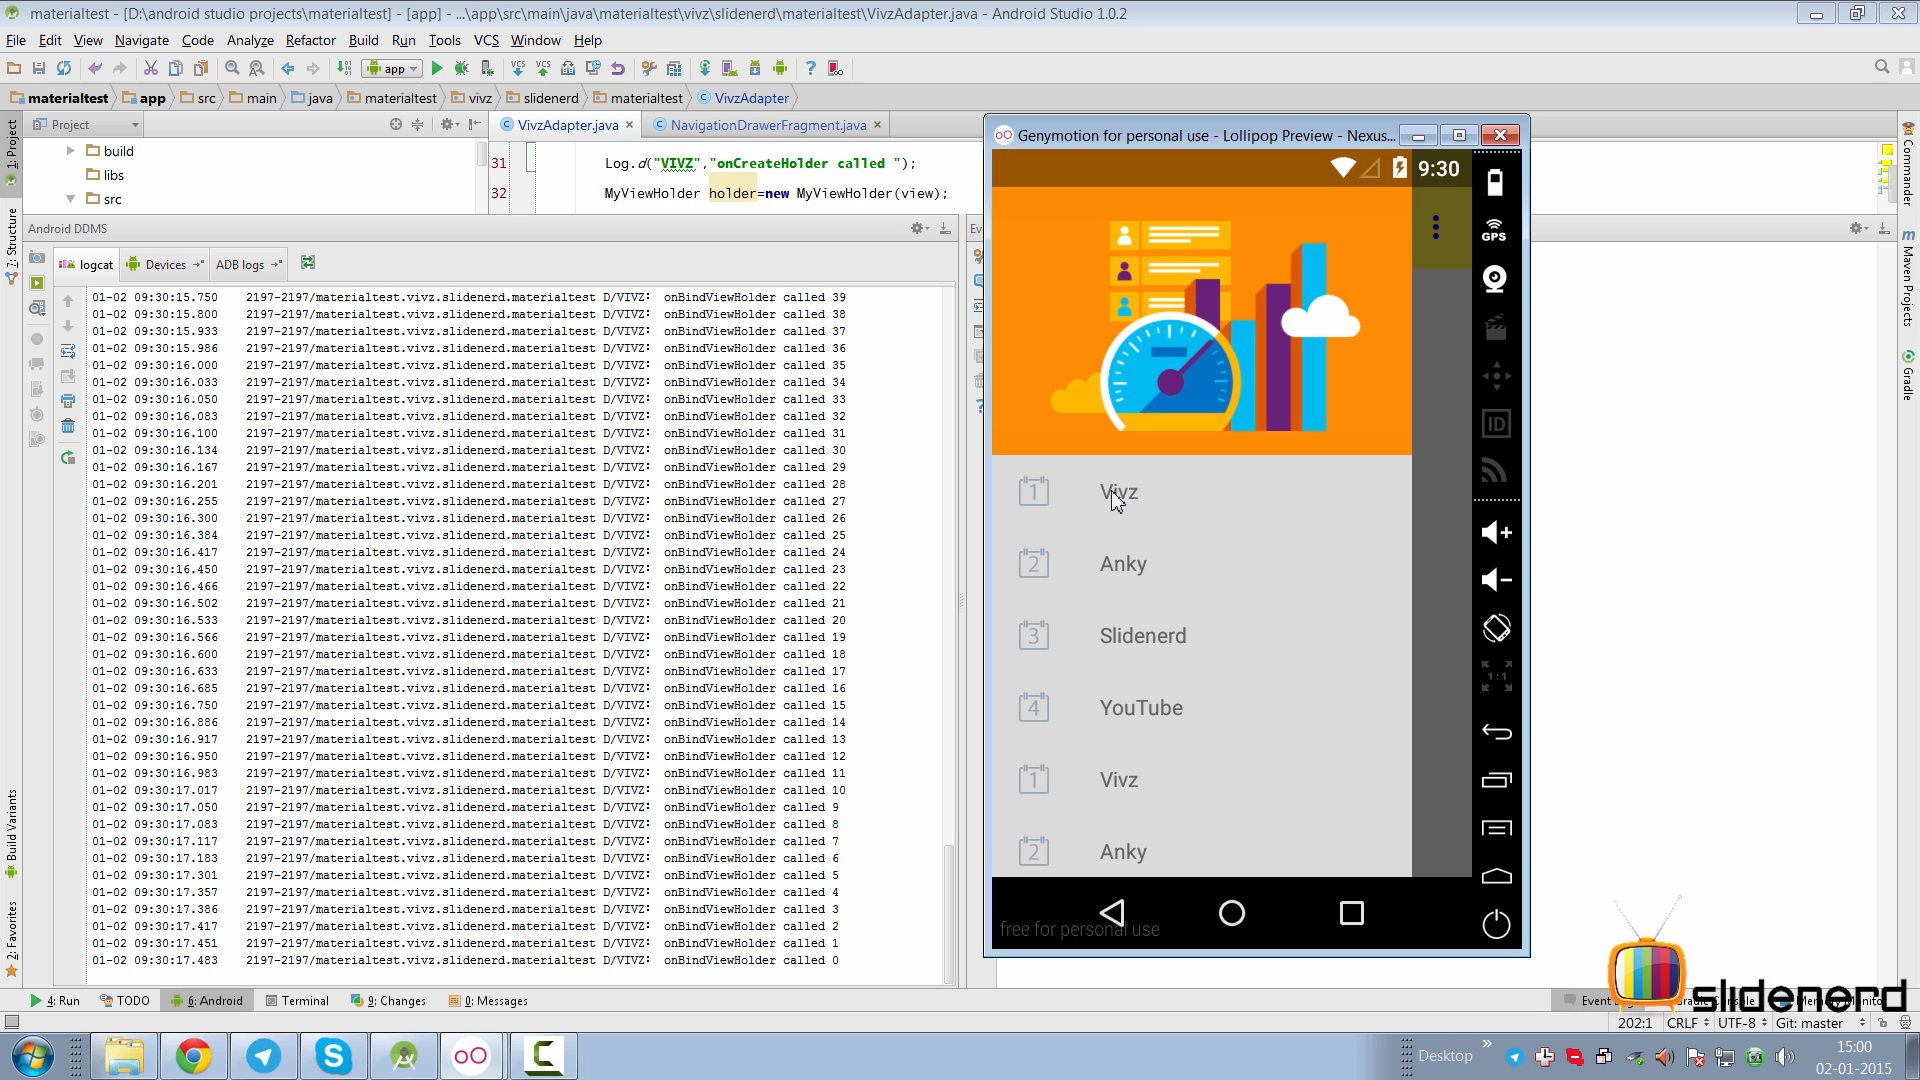 materialtest - [D:\android studio projects\materialtest] - [app] - ...\app\src\main\java\materialtest\vivz\slidenerd\materialtest\VivzAdapter.java - Android Studio 1.0.2
File Edit View Navigate Code Analyze Refactor Build Run Tools VCS Window Help
app
materialtest app src main java materialtest vivz slidenerd materialtest VivzAdapter
Project
VivzAdapter.java
NavigationDrawerFragment.java
build
libs
src
31 Log.d("VIVZ","onCreateHolder called ");
32 MyViewHolder holder=new MyViewHolder(view);
Android DDMS
logcat
Devices
ADB logs
01-02 09:30:15.750 2197-2197/materialtest.vivz.slidenerd.materialtest D/VIVZ: onBindViewHolder called 39
01-02 09:30:15.800 2197-2197/materialtest.vivz.slidenerd.materialtest D/VIVZ: onBindViewHolder called 38
01-02 09:30:15.933 2197-2197/materialtest.vivz.slidenerd.materialtest D/VIVZ: onBindViewHolder called 37
01-02 09:30:15.986 2197-2197/materialtest.vivz.slidenerd.materialtest D/VIVZ: onBindViewHolder called 36
01-02 09:30:16.000 2197-2197/materialtest.vivz.slidenerd.materialtest D/VIVZ: onBindViewHolder called 35
01-02 09:30:16.033 2197-2197/materialtest.vivz.slidenerd.materialtest D/VIVZ: onBindViewHolder called 34
01-02 09:30:16.050 2197-2197/materialtest.vivz.slidenerd.materialtest D/VIVZ: onBindViewHolder called 33
01-02 09:30:16.083 2197-2197/materialtest.vivz.slidenerd.materialtest D/VIVZ: onBindViewHolder called 32
01-02 09:30:16.100 2197-2197/materialtest.vivz.slidenerd.materialtest D/VIVZ: onBindViewHolder called 31
01-02 09:30:16.134 2197-2197/materialtest.vivz.slidenerd.materialtest D/VIVZ: onBindViewHolder called 30
01-02 09:30:16.167 2197-2197/materialtest.vivz.slidenerd.materialtest D/VIVZ: onBindViewHolder called 29
01-02 09:30:16.201 2197-2197/materialtest.vivz.slidenerd.materialtest D/VIVZ: onBindViewHolder called 28
01-02 09:30:16.255 2197-2197/materialtest.vivz.slidenerd.materialtest D/VIVZ: onBindViewHolder called 27
01-02 09:30:16.300 2197-2197/materialtest.vivz.slidenerd.materialtest D/VIVZ: onBindViewHolder called 26
01-02 09:30:16.384 2197-2197/materialtest.vivz.slidenerd.materialtest D/VIVZ: onBindViewHolder called 25
01-02 09:30:16.417 2197-2197/materialtest.vivz.slidenerd.materialtest D/VIVZ: onBindViewHolder called 24
01-02 09:30:16.450 2197-2197/materialtest.vivz.slidenerd.materialtest D/VIVZ: onBindViewHolder called 23
01-02 09:30:16.466 2197-2197/materialtest.vivz.slidenerd.materialtest D/VIVZ: onBindViewHolder called 22
01-02 09:30:16.502 2197-2197/materialtest.vivz.slidenerd.materialtest D/VIVZ: onBindViewHolder called 21
01-02 09:30:16.533 2197-2197/materialtest.vivz.slidenerd.materialtest D/VIVZ: onBindViewHolder called 20
01-02 09:30:16.566 2197-2197/materialtest.vivz.slidenerd.materialtest D/VIVZ: onBindViewHolder called 19
01-02 09:30:16.600 2197-2197/materialtest.vivz.slidenerd.materialtest D/VIVZ: onBindViewHolder called 18
01-02 09:30:16.633 2197-2197/materialtest.vivz.slidenerd.materialtest D/VIVZ: onBindViewHolder called 17
01-02 09:30:16.685 2197-2197/materialtest.vivz.slidenerd.materialtest D/VIVZ: onBindViewHolder called 16
01-02 09:30:16.750 2197-2197/materialtest.vivz.slidenerd.materialtest D/VIVZ: onBindViewHolder called 15
01-02 09:30:16.886 2197-2197/materialtest.vivz.slidenerd.materialtest D/VIVZ: onBindViewHolder called 14
01-02 09:30:16.917 2197-2197/materialtest.vivz.slidenerd.materialtest D/VIVZ: onBindViewHolder called 13
01-02 09:30:16.950 2197-2197/materialtest.vivz.slidenerd.materialtest D/VIVZ: onBindViewHolder called 12
01-02 09:30:16.983 2197-2197/materialtest.vivz.slidenerd.materialtest D/VIVZ: onBindViewHolder called 11
01-02 09:30:17.017 2197-2197/materialtest.vivz.slidenerd.materialtest D/VIVZ: onBindViewHolder called 10
01-02 09:30:17.050 2197-2197/materialtest.vivz.slidenerd.materialtest D/VIVZ: onBindViewHolder called 9
01-02 09:30:17.083 2197-2197/materialtest.vivz.slidenerd.materialtest D/VIVZ: onBindViewHolder called 8
01-02 09:30:17.117 2197-2197/materialtest.vivz.slidenerd.materialtest D/VIVZ: onBindViewHolder called 7
01-02 09:30:17.183 2197-2197/materialtest.vivz.slidenerd.materialtest D/VIVZ: onBindViewHolder called 6
01-02 09:30:17.301 2197-2197/materialtest.vivz.slidenerd.materialtest D/VIVZ: onBindViewHolder called 5
01-02 09:30:17.357 2197-2197/materialtest.vivz.slidenerd.materialtest D/VIVZ: onBindViewHolder called 4
01-02 09:30:17.386 2197-2197/materialtest.vivz.slidenerd.materialtest D/VIVZ: onBindViewHolder called 3
01-02 09:30:17.417 2197-2197/materialtest.vivz.slidenerd.materialtest D/VIVZ: onBindViewHolder called 2
01-02 09:30:17.451 2197-2197/materialtest.vivz.slidenerd.materialtest D/VIVZ: onBindViewHolder called 1
01-02 09:30:17.483 2197-2197/materialtest.vivz.slidenerd.materialtest D/VIVZ: onBindViewHolder called 0
1: Project
7: Structure
Build Variants
2: Favorites
Genymotion for personal use - Lollipop Preview - Nexus...
9:30
GPS
ID
1:1
1 Vivz
2 Anky
3 Slidenerd
4 YouTube
1 Vivz
2 Anky
free for personal use
Commander
Maven Projects
Gradle
slidenerd
4: Run TODO 6: Android Terminal 9: Changes 0: Messages
Event
202:1 CRLF UTF-8 Git: master
Desktop
15:00
02-01-2015